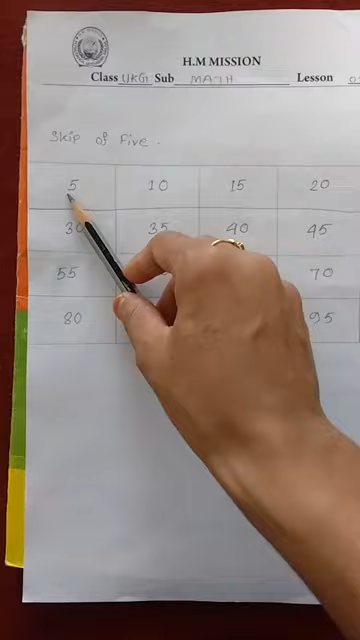 H.M MISSION
Class UKG Sub MATH Lesson
Skip of Five.
5 10 15 20
30 35 40 45
55 70
80 95